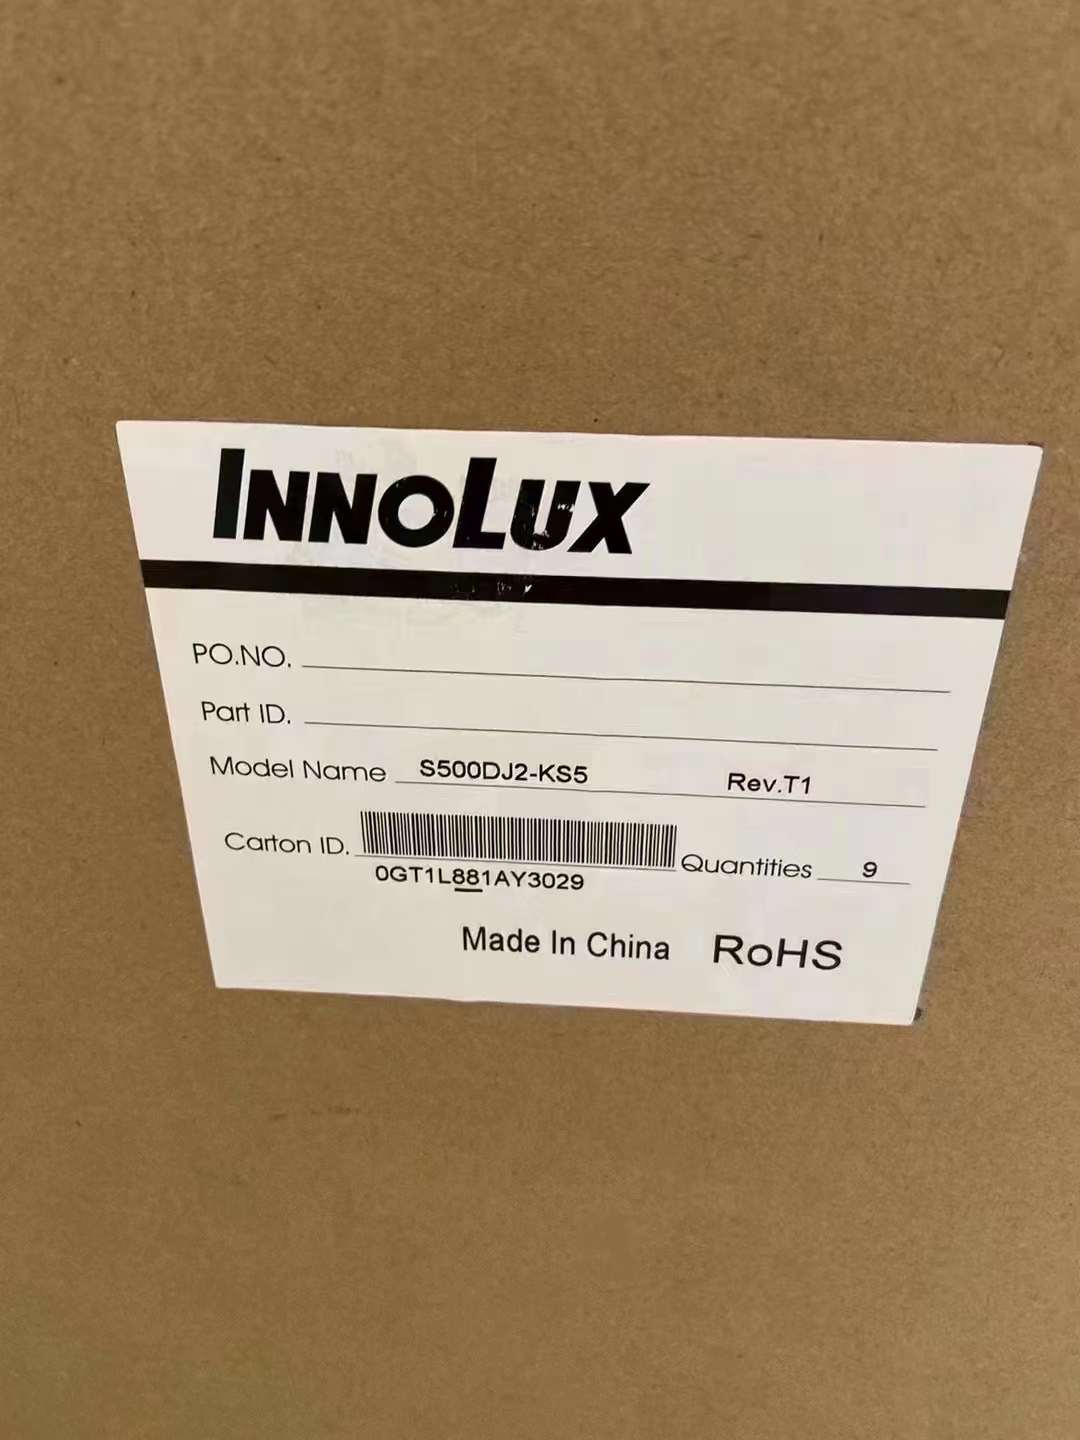 INNOLUX
PO.NO.
Part ID.
Model Name S500DJ2-KS5 Rev.T1
Carton ID. Quantities 9
0GT1L881AY3029
Made In China RoHS